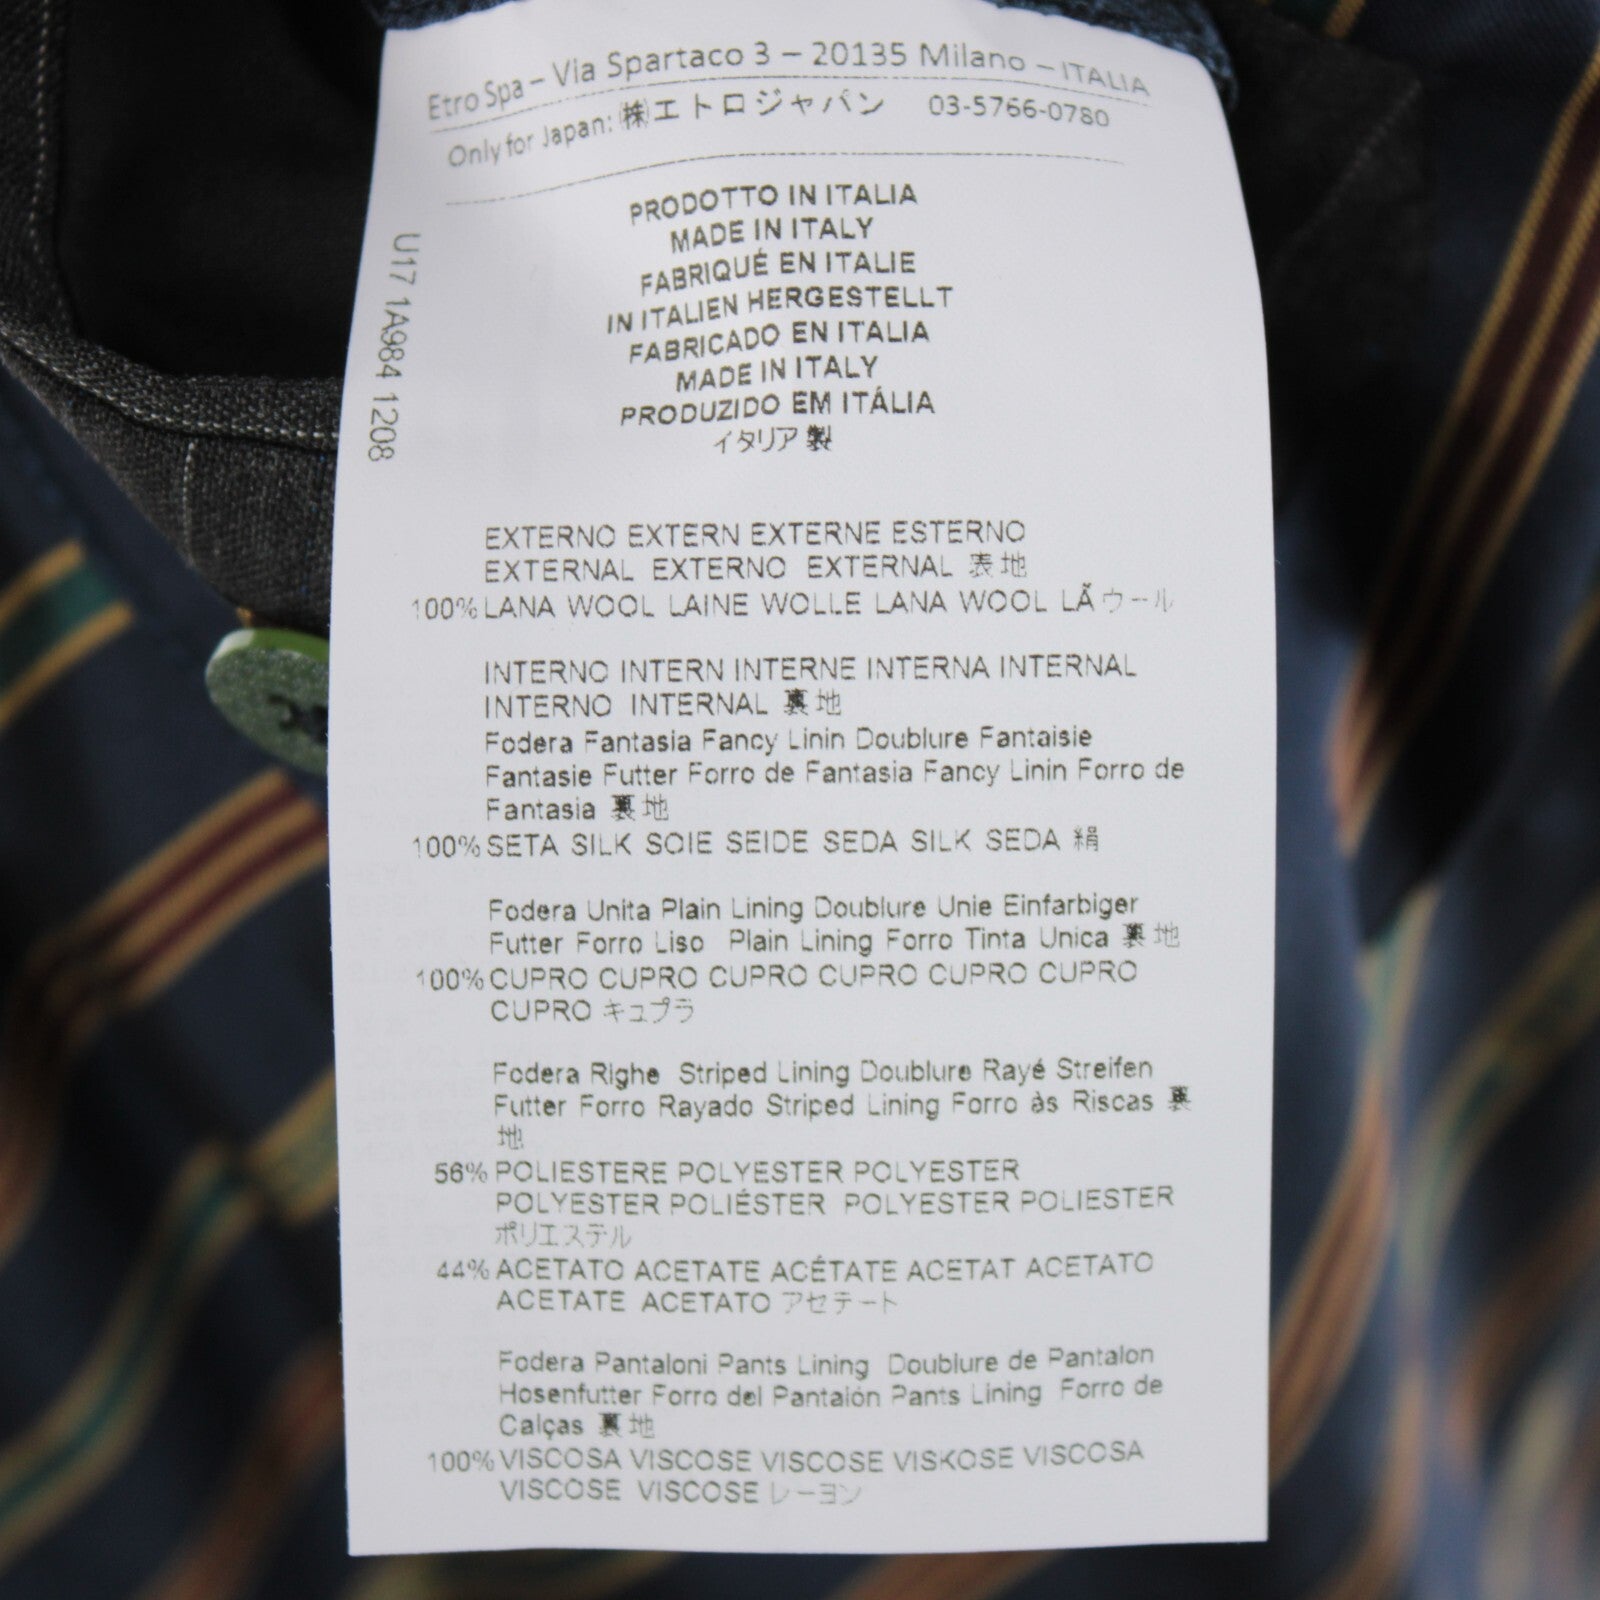 Etro Spa – Via Spartaco 3 – 20135 Milano – ITALIA
Only for Japan: ㈱エトロジャパン 03-5766-0780
PRODOTTO IN ITALIA
MADE IN ITALY
FABRIQUÉ EN ITALIE
IN ITALIEN HERGESTELLT
FABRICADO EN ITALIA
MADE IN ITALY
PRODUZIDO EM ITÁLIA
イタリア製
U17 1A984 1208
EXTERNO EXTERN EXTERNE ESTERNO
EXTERNAL EXTERNO EXTERNAL 表地
100% LANA WOOL LAINE WOLLE LANA WOOL LÃ ウール
INTERNO INTERN INTERNE INTERNA INTERNAL
INTERNO INTERNAL 裏地
Fodera Fantasia Fancy Linin Doublure Fantaisie
Fantasie Futter Forro de Fantasia Fancy Linin Forro de
Fantasia 裏地
100% SETA SILK SOIE SEIDE SEDA SILK SEDA 絹
Fodera Unita Plain Lining Doublure Unie Einfarbiger
Futter Forro Liso Plain Lining Forro Tinta Unica 裏地
100% CUPRO CUPRO CUPRO CUPRO CUPRO CUPRO
CUPRO キュプラ
Fodera Righe Striped Lining Doublure Rayé Streifen
Futter Forro Rayado Striped Lining Forro às Riscas 裏
地
56% POLIESTERE POLYESTER POLYESTER
POLYESTER POLIÉSTER POLYESTER POLIESTER
ポリエステル
44% ACETATO ACETATE ACÉTATE ACETAT ACETATO
ACETATE ACETATO アセテート
Fodera Pantaloni Pants Lining Doublure de Pantalon
Hosenfutter Forro del Pantalón Pants Lining Forro de
Calças 裏地
100% VISCOSA VISCOSE VISCOSE VISKOSE VISCOSA
VISCOSE VISCOSE レーヨン